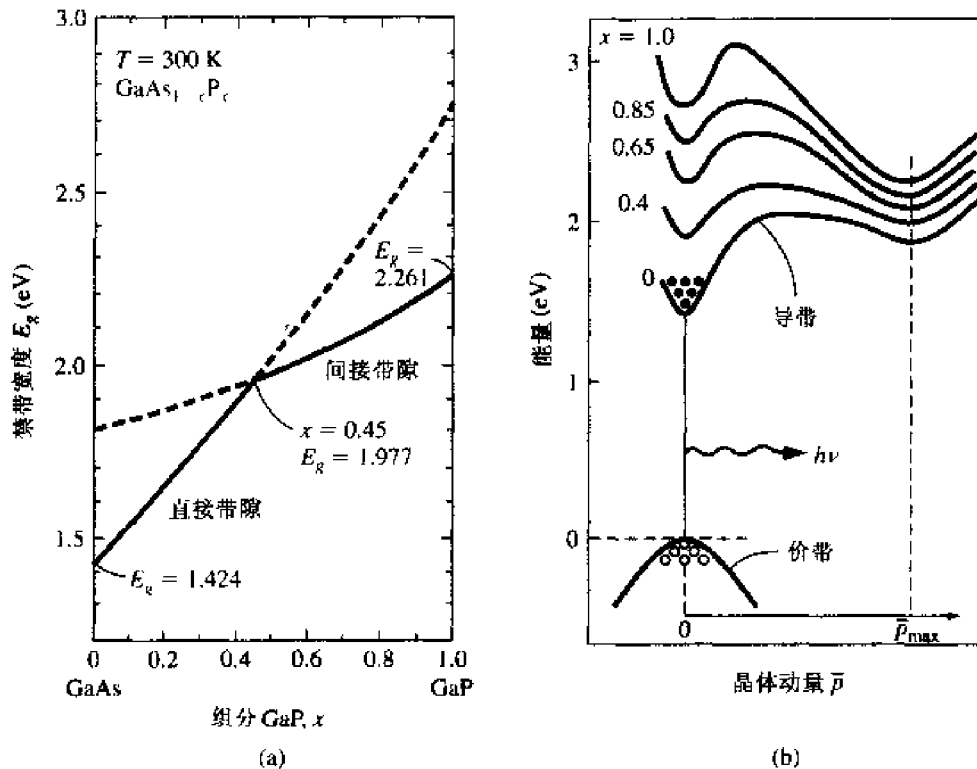 3.0
T = 300 K
GaAs1-xPx
2.5
Eg =
2.261
禁带宽度 Eg (eV)
2.0
间接带隙
x = 0.45
Eg = 1.977
直接带隙
1.5
Eg = 1.424
0 0.2 0.4 0.6 0.8 1.0
GaAs GaP
组分 GaP, x
(a)
x = 1.0
3
0.85
0.65
0.4
2
0
导带
能量 (eV)
1
hν
0
价带
0 p̄max
晶体动量 p̄
(b)